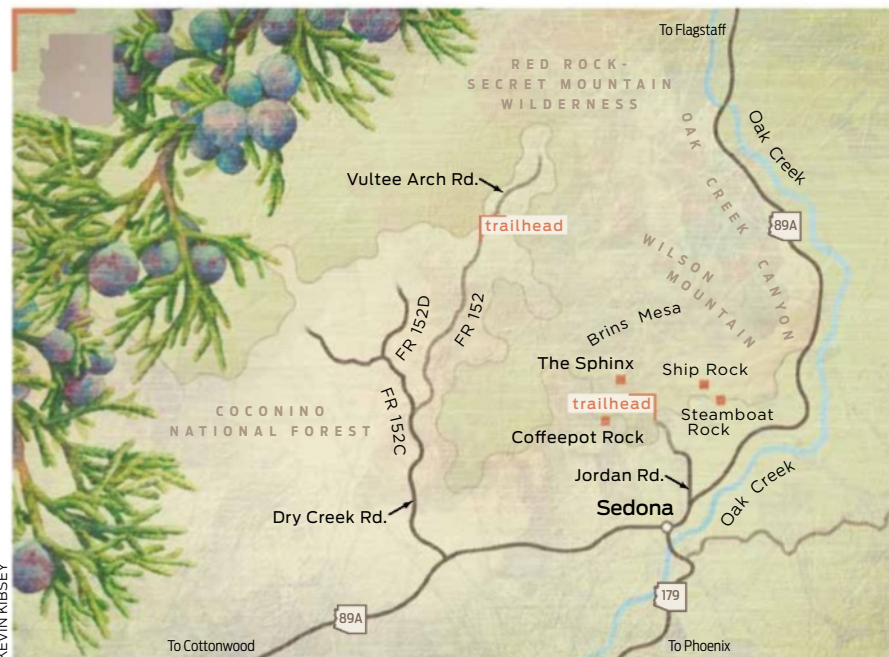 To Flagstaff
RED ROCK-
SECRET MOUNTAIN
WILDERNESS
OAK CREEK CANYON
Oak Creek
Vultee Arch Rd.
trailhead
89A
WILSON
MOUNTAIN
FR 152D
FR 152
Brins Mesa
The Sphinx
Ship Rock
trailhead
Steamboat
Rock
COCONINO
NATIONAL FOREST
FR 152C
Coffeepot Rock
Jordan Rd.
Oak Creek
Sedona
Dry Creek Rd.
179
89A
To Cottonwood
To Phoenix
KEVIN KIBSEY